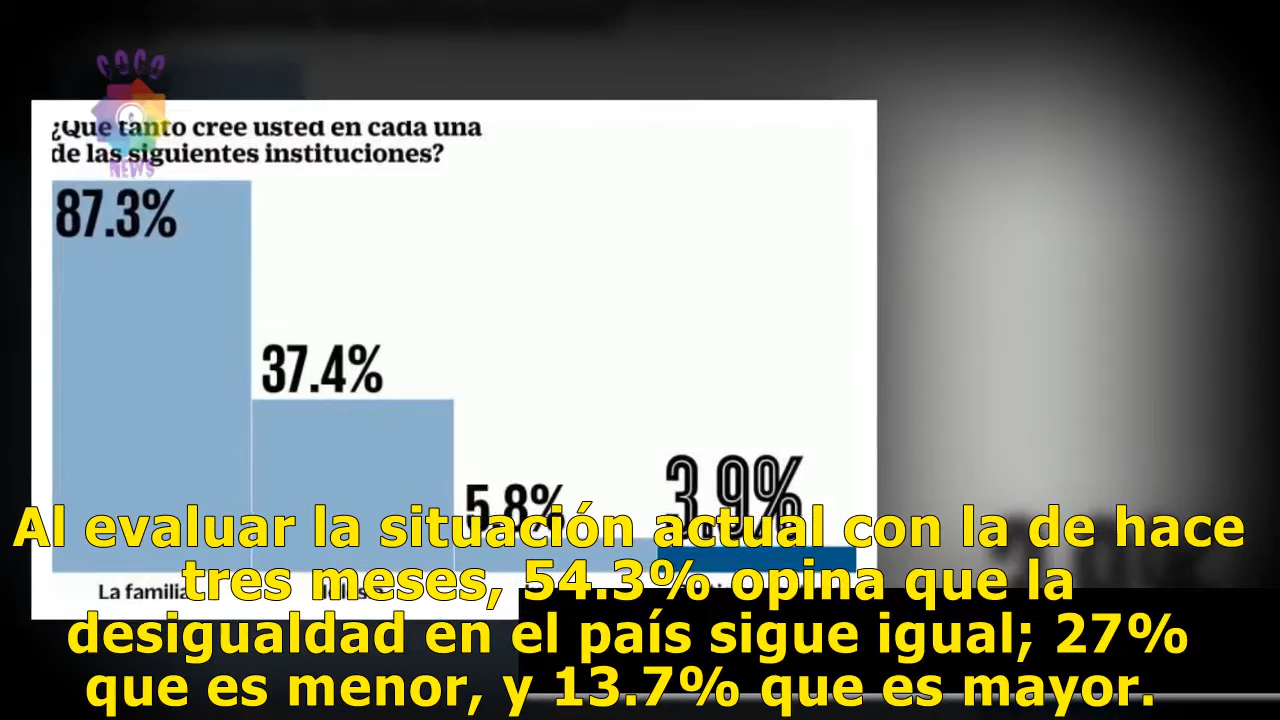 COCO
NEWS
¿Que tanto cree usted en cada una
de las siguientes instituciones?
87.3%
37.4%
5.8%
3.9%
La familia
Al evaluar la situación actual con la de hace
tres meses, 54.3% opina que la
desigualdad en el país sigue igual; 27%
que es menor, y 13.7% que es mayor.